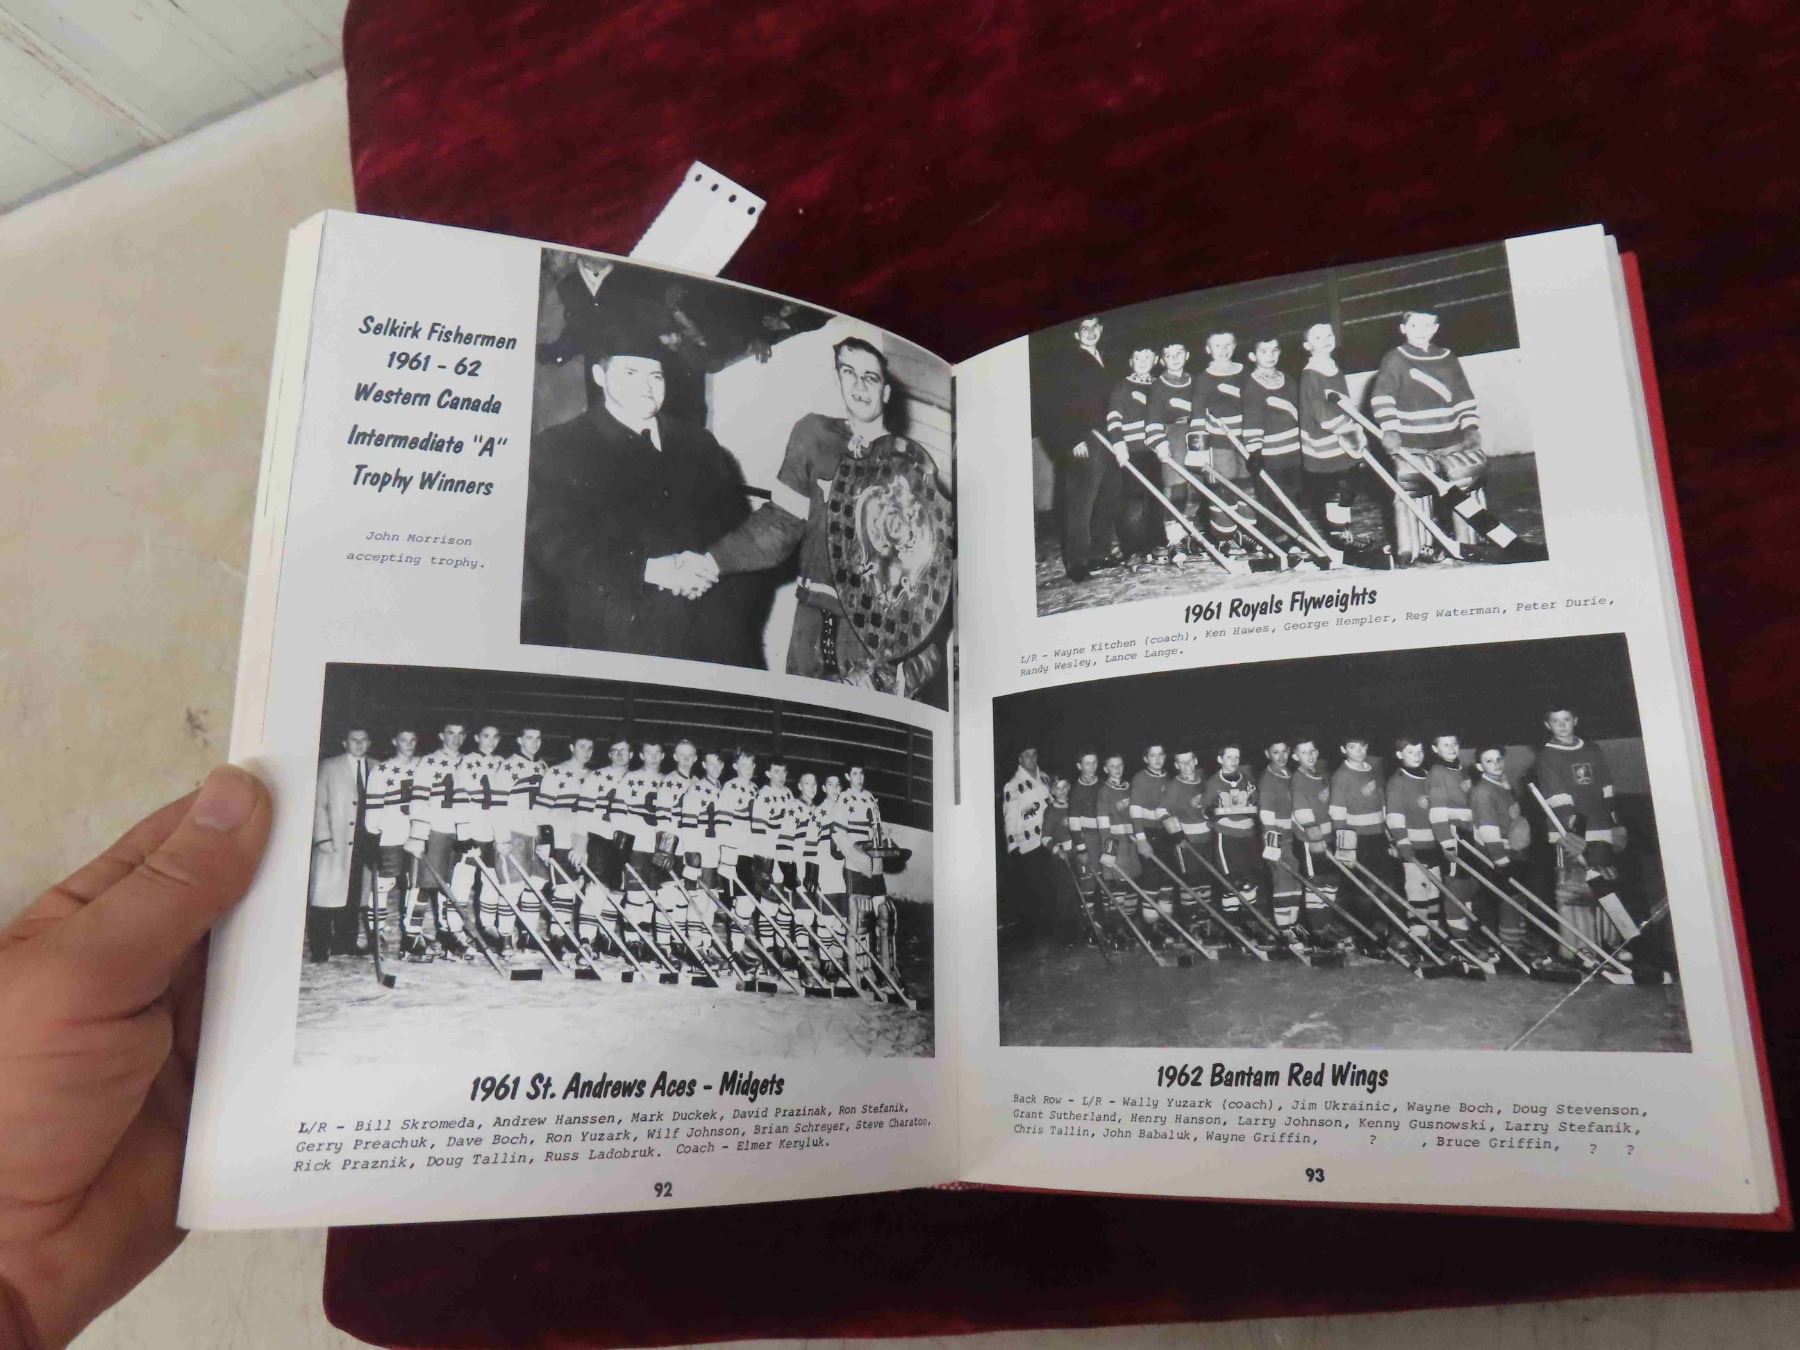 Selkirk Fishermen
1961 - 62
Western Canada
Intermediate "A"
Trophy Winners
John Morrison
accepting trophy.
1961 St. Andrews Aces - Midgets
L/R - Bill Skromeda, Andrew Hanssen, Mark Duckek, David Prazinak, Ron Stefanik,
Gerry Preachuk, Dave Boch, Ron Yuzark, Wilf Johnson, Brian Schreyer, Steve Charaton,
Rick Praznik, Doug Tallin, Russ Ladobruk. Coach - Elmer Keryluk.
92
1961 Royals Flyweights
L/R - Wayne Kitchen (coach), Ken Hawes, George Hempler, Reg Waterman, Peter Durie,
Randy Wesley, Lance Lange.
1962 Bantam Red Wings
Back Row - L/R - Wally Yuzark (coach), Jim Ukrainic, Wayne Boch, Doug Stevenson,
Grant Sutherland, Henry Hanson, Larry Johnson, Kenny Gusnowski, Larry Stefanik,
Chris Tallin, John Babaluk, Wayne Griffin, ? , Bruce Griffin, ? ?
93